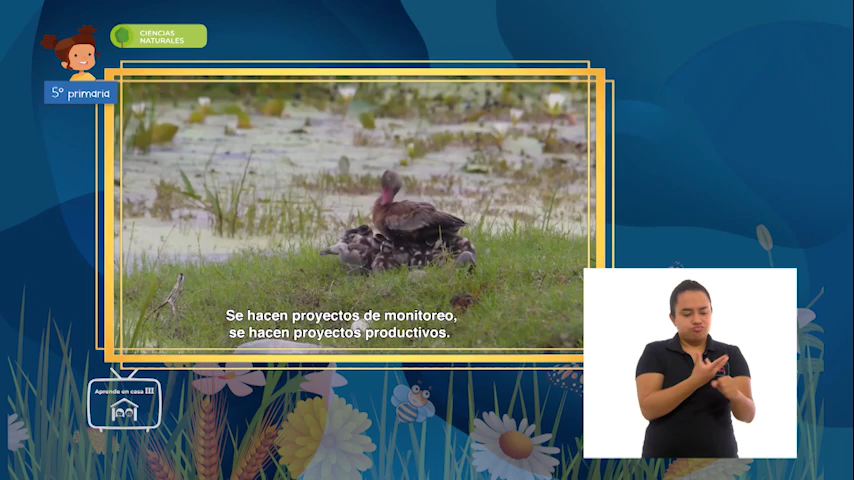 CIENCIAS
NATURALES
5° primaria
Se hacen proyectos de monitoreo,
se hacen proyectos productivos.
Aprende en casa III